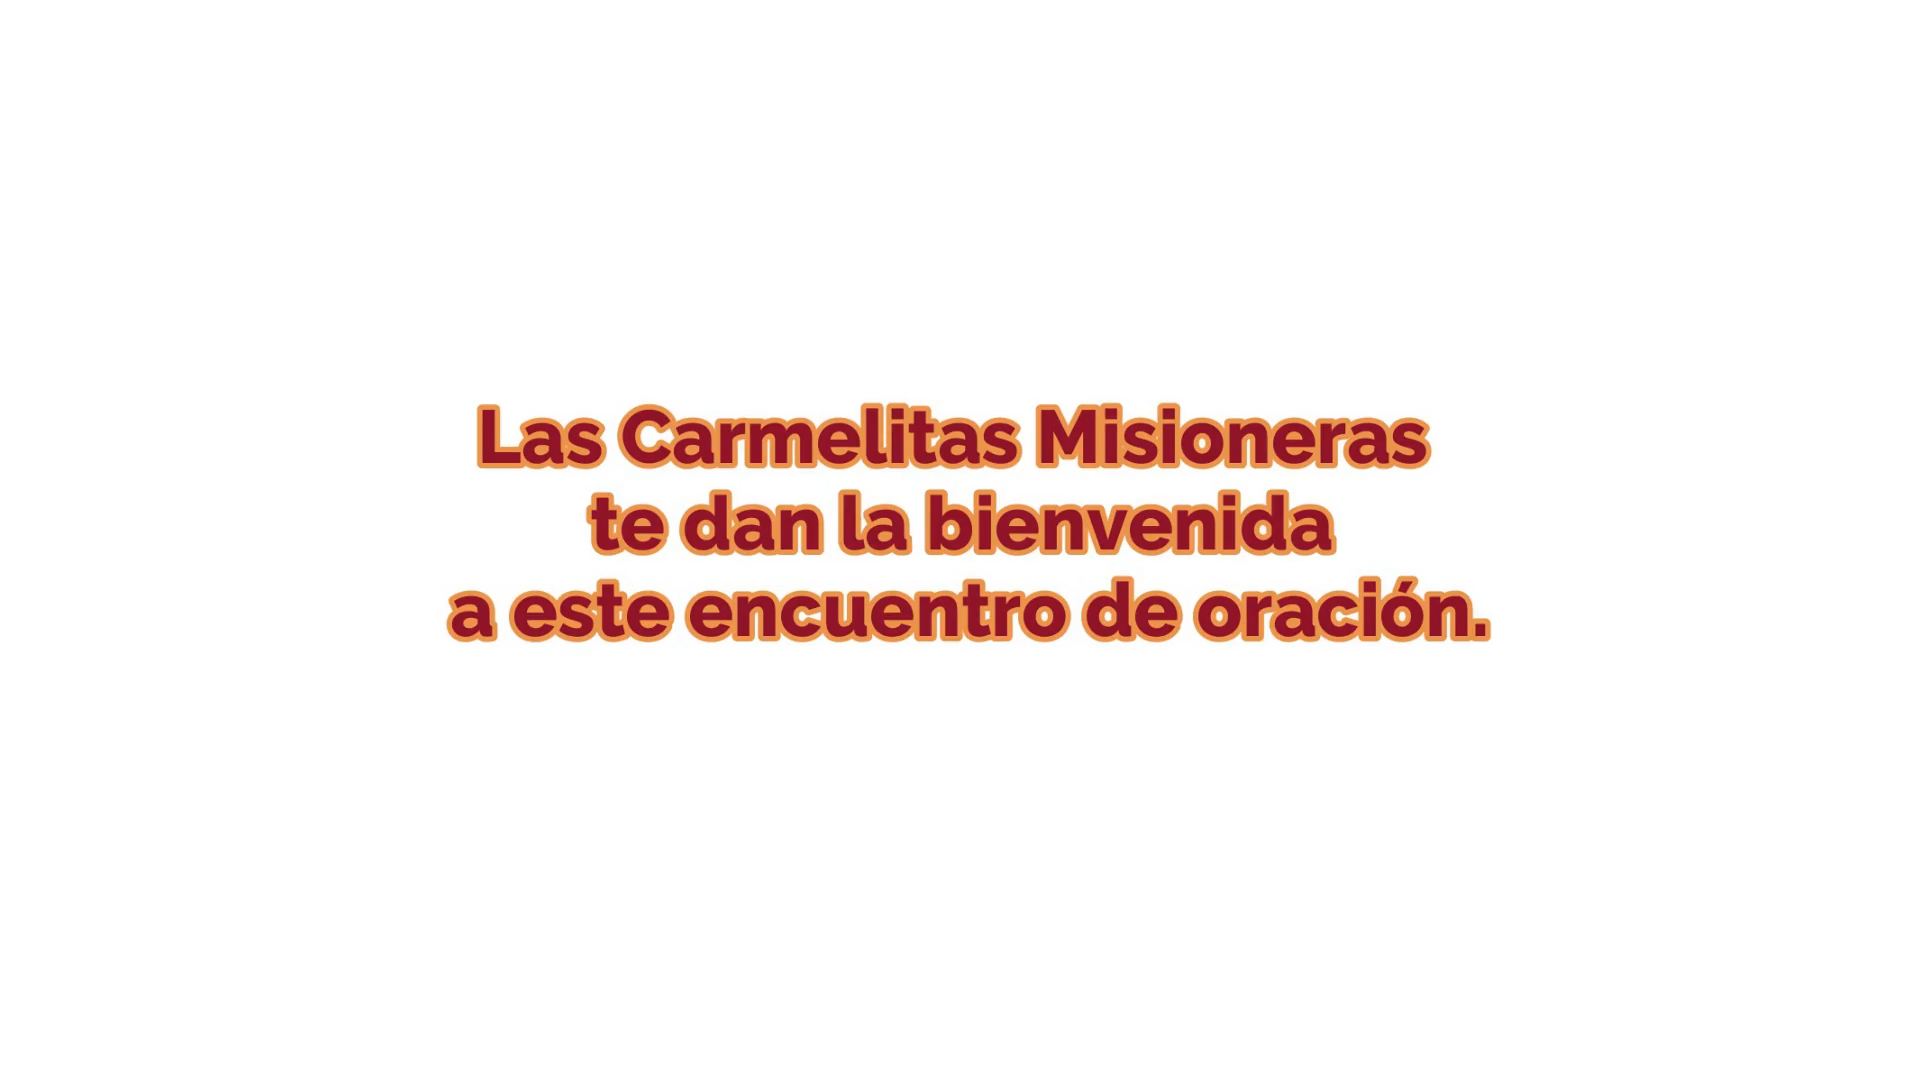 Las Carmelitas Misioneras
te dan la bienvenida
a este encuentro de oración.